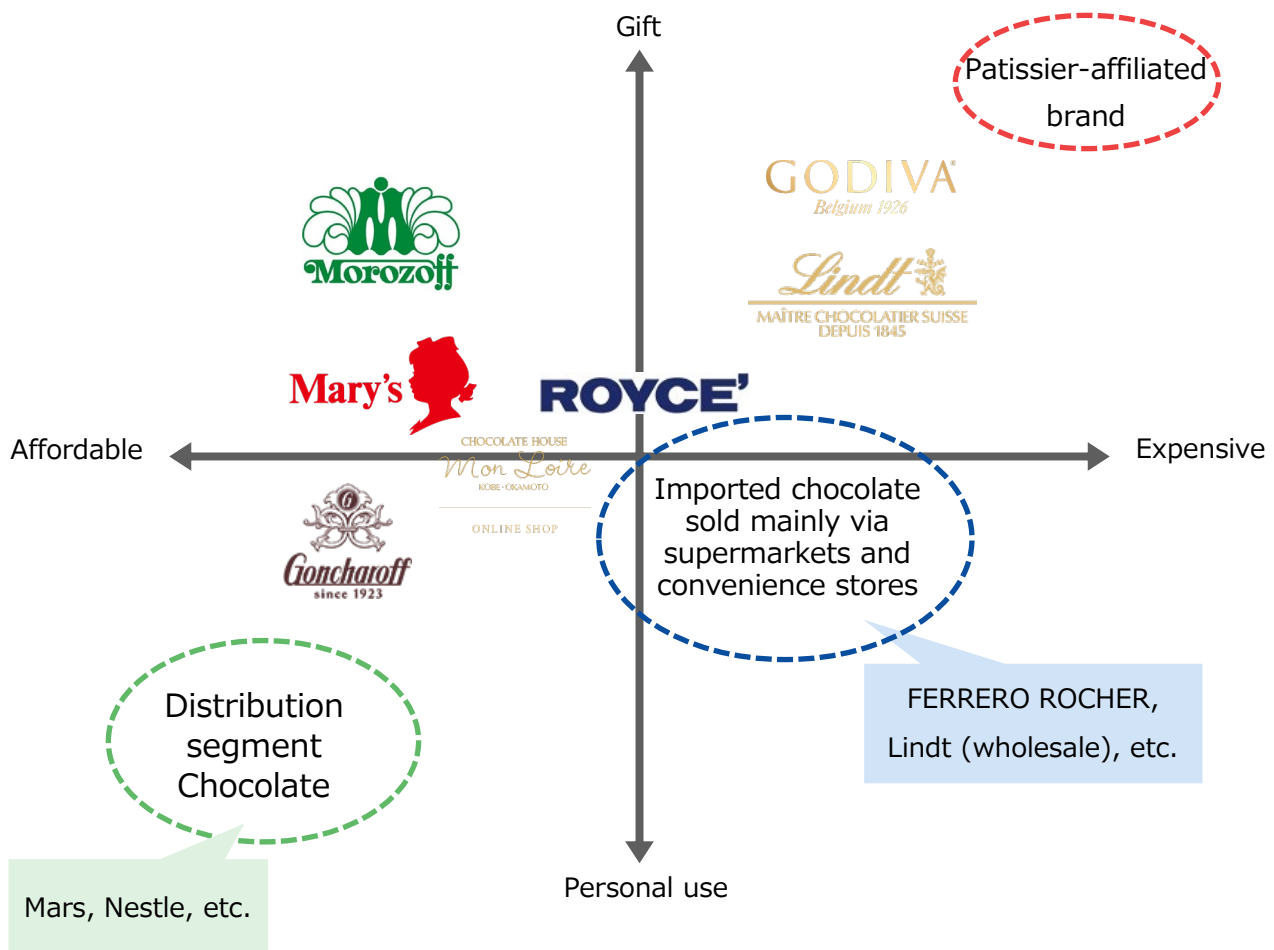 Gift
Patissier-affiliated
brand
GODIVA
Belgium 1926
Morozoff
Lindt
MAÎTRE CHOCOLATIER SUISSE
DEPUIS 1845
Mary's
ROYCE'
Affordable
Expensive
CHOCOLATE HOUSE
Mon Loire
KOBE・OKAMOTO
ONLINE SHOP
Imported chocolate
sold mainly via
supermarkets and
convenience stores
G
Goncharoff
since 1923
FERRERO ROCHER,
Lindt (wholesale), etc.
Distribution
segment
Chocolate
Mars, Nestle, etc.
Personal use